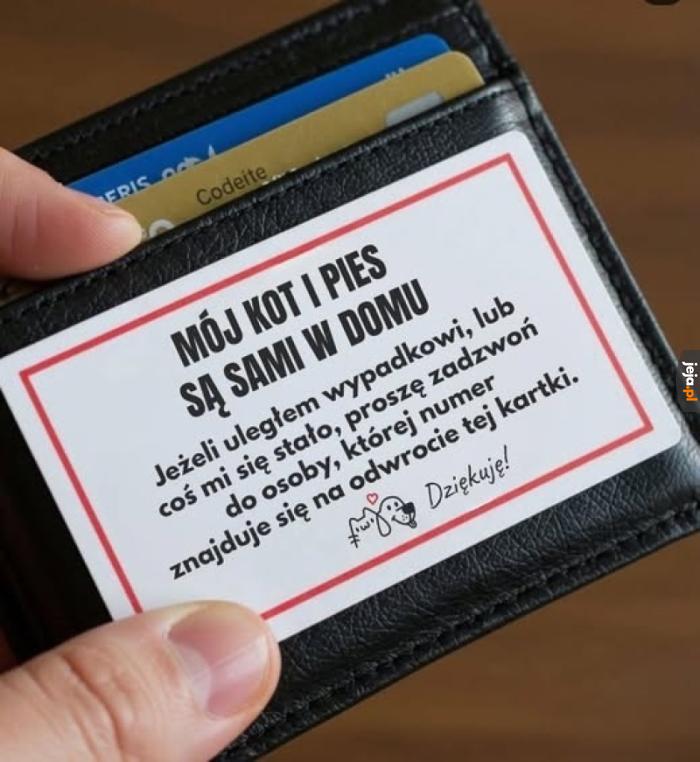 ERIS
Codeite
MÓJ KOT I PIES
SĄ SAMI W DOMU
Jeżeli uległem wypadkowi, lub
coś mi się stało, proszę zadzwoń
do osoby, której numer
znajduje się na odwrocie tej kartki.
Dziękuję!
jeja.pl